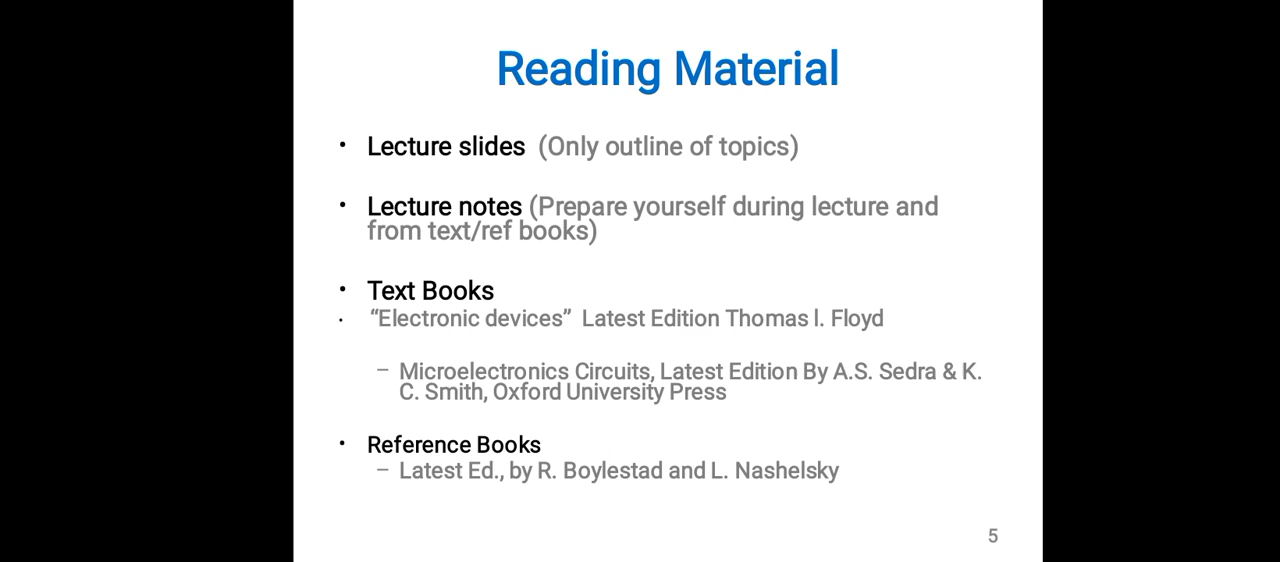 Reading Material
• Lecture slides (Only outline of topics)
• Lecture notes (Prepare yourself during lecture and
from text/ref books)
• Text Books
• “Electronic devices” Latest Edition Thomas l. Floyd
– Microelectronics Circuits, Latest Edition By A.S. Sedra & K.
C. Smith, Oxford University Press
• Reference Books
– Latest Ed., by R. Boylestad and L. Nashelsky
5